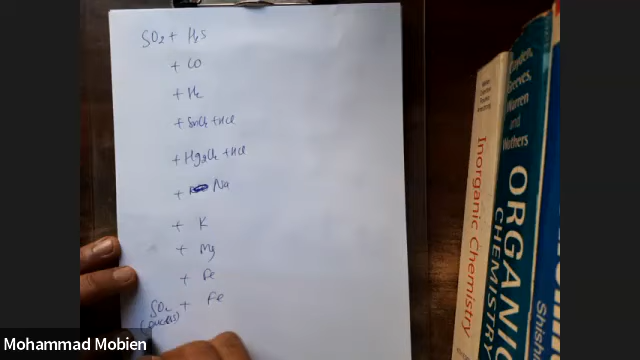 SO2 + H2S
+ CO
+ H2
+ SnCl2 + HCl
+ Hg2Cl2 + HCl
+ Na
+ K
+ Mg
+ Fe
SO2 + Fe
(excess)
Inorganic Chemistry
Clayden,
Greeves,
Warren
and
Wothers
ORGANIC
CHEMISTRY
Mohammad Mobien